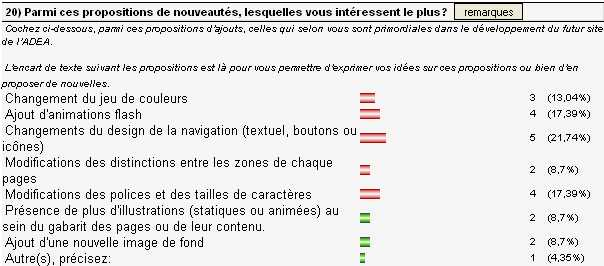 20) Parmi ces propositions de nouveautés, lesquelles vous intéressent le plus? remarques
Cochez ci-dessous, parmi ces propositions d'ajouts, celles qui selon vous sont primordiales dans le développement du futur site
de l'ADEA.
L'encart de texte suivant les propositions est là pour vous permettre d'exprimer vos idées sur ces propositions ou bien d'en
proposer de nouvelles.
Changement du jeu de couleurs 3 (13,04%)
Ajout d'animations flash 4 (17,39%)
Changements du design de la navigation (textuel, boutons ou 5 (21,74%)
icônes)
Modifications des distinctions entre les zones de chaque 2 (8,7%)
pages
Modifications des polices et des tailles de caractères 4 (17,39%)
Présence de plus d'illustrations (statiques ou animées) au 2 (8,7%)
sein du gabarit des pages ou de leur contenu.
Ajout d'une nouvelle image de fond 2 (8,7%)
Autre(s), précisez: 1 (4,35%)